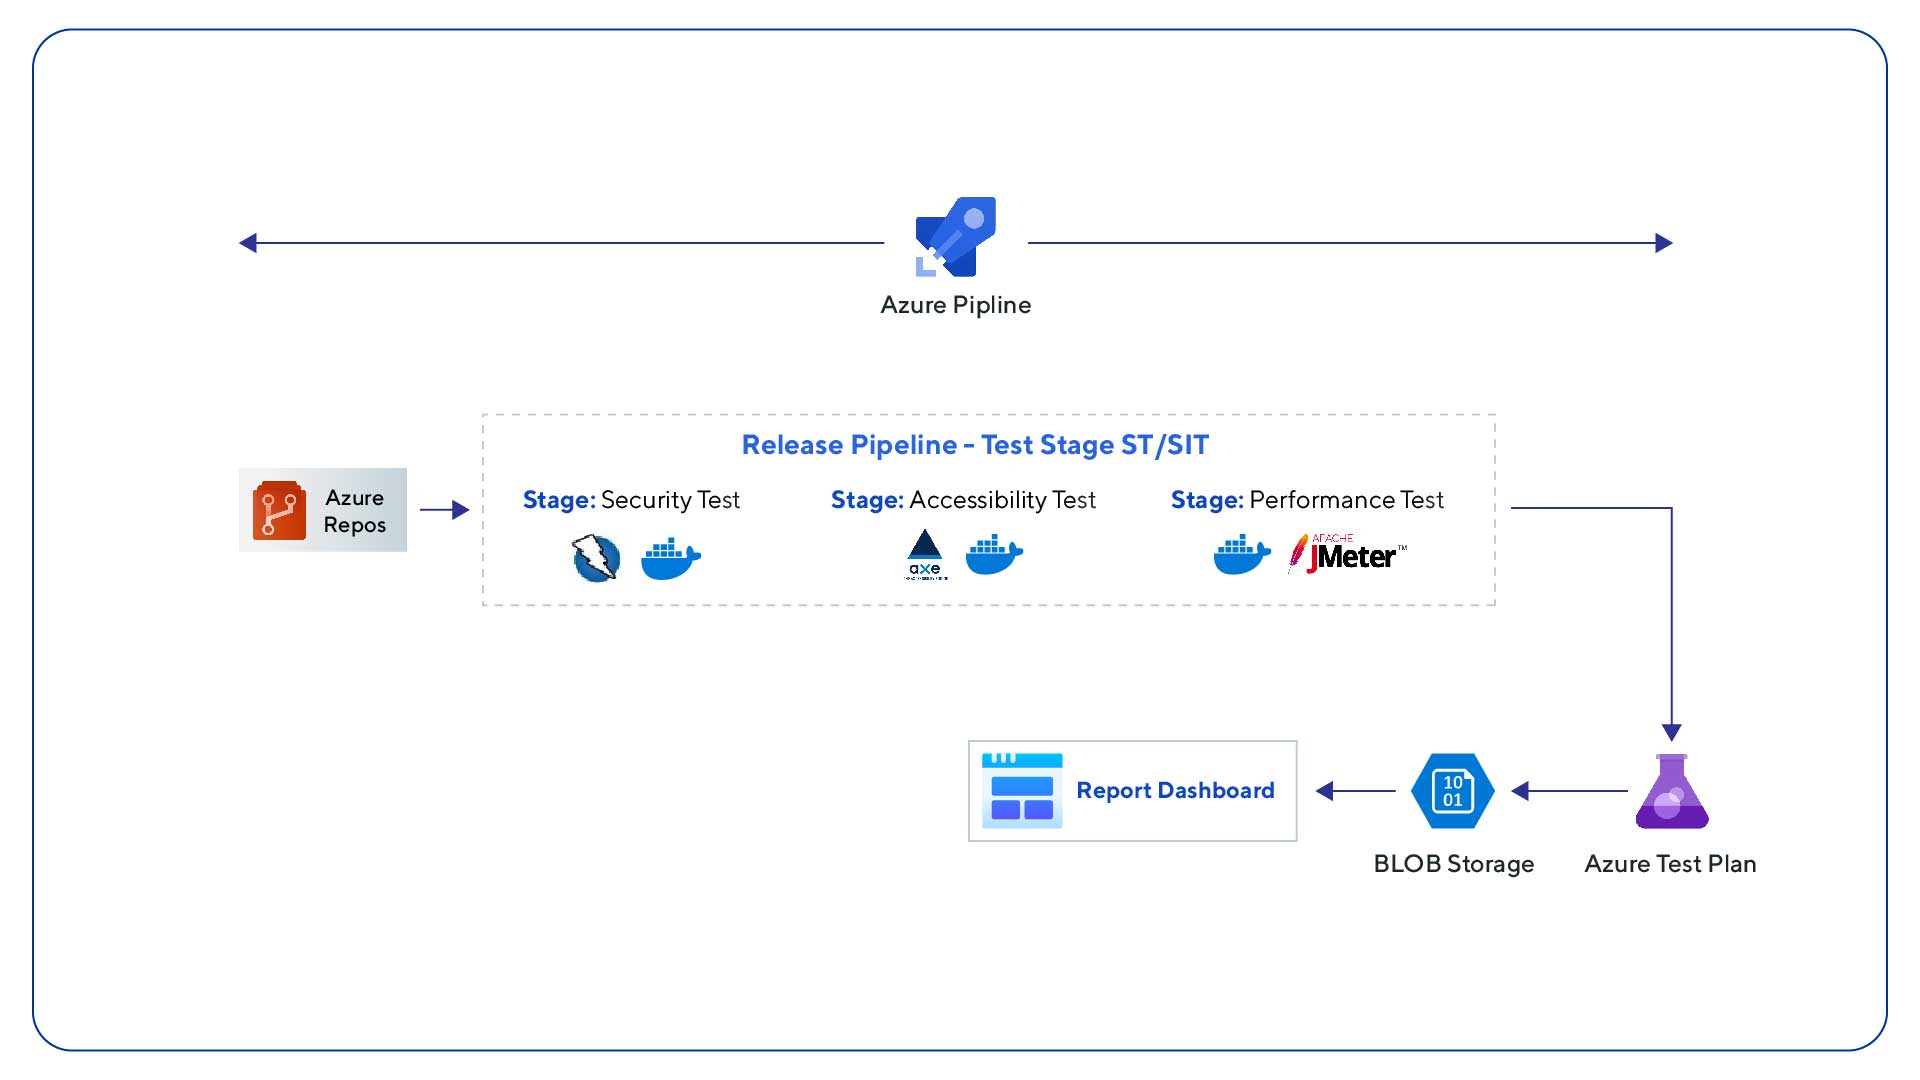 Azure Pipline
Release Pipeline - Test Stage ST/SIT
Azure
Repos
Stage: Security Test
Stage: Accessibility Test
Stage: Performance Test
axe
APACHE
JMeter™
Report Dashboard
10
01
BLOB Storage
Azure Test Plan